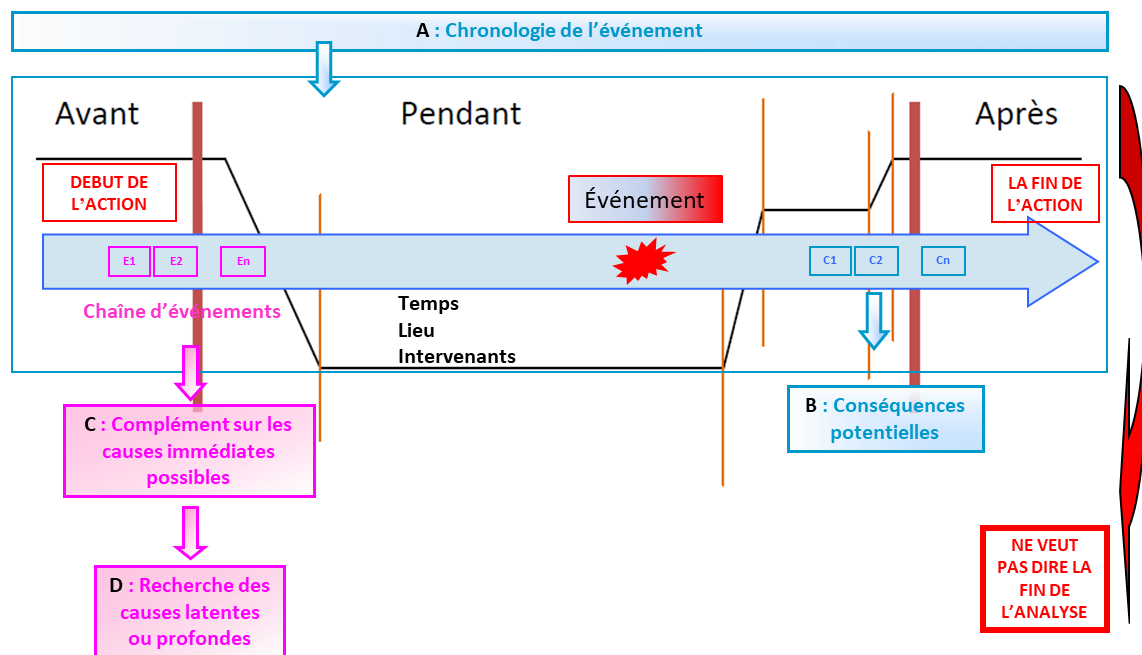 A : Chronologie de l’événement
Avant
Pendant
Après
DEBUT DE
L’ACTION
Événement
LA FIN DE
L’ACTION
E1
E2
En
C1
C2
Cn
Chaîne d’événements
Temps
Lieu
Intervenants
C : Complément sur les
causes immédiates
possibles
B : Conséquences
potentielles
D : Recherche des
causes latentes
ou profondes
NE VEUT
PAS DIRE LA
FIN DE
L’ANALYSE